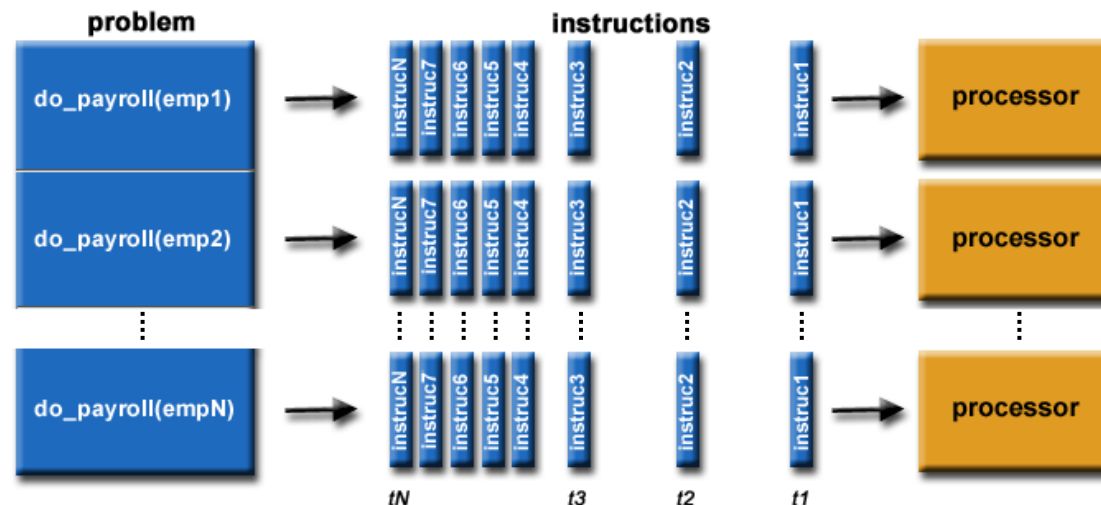 problem
instructions
do_payroll(emp1)
instrucN
instruc7
instruc6
instruc5
instruc4
instruc3
instruc2
instruc1
processor
do_payroll(emp2)
instrucN
instruc7
instruc6
instruc5
instruc4
instruc3
instruc2
instruc1
processor
do_payroll(empN)
instrucN
instruc7
instruc6
instruc5
instruc4
instruc3
instruc2
instruc1
processor
tN
t3
t2
t1